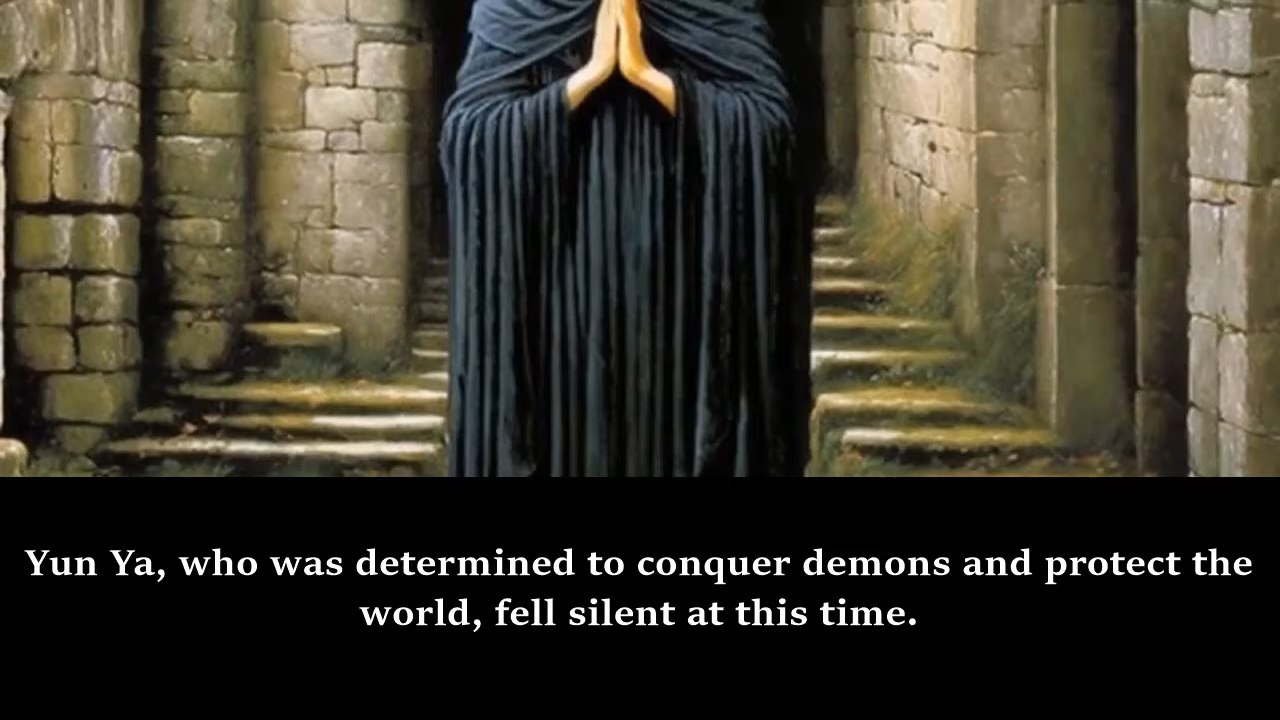 Yun Ya, who was determined to conquer demons and protect the
world, fell silent at this time.